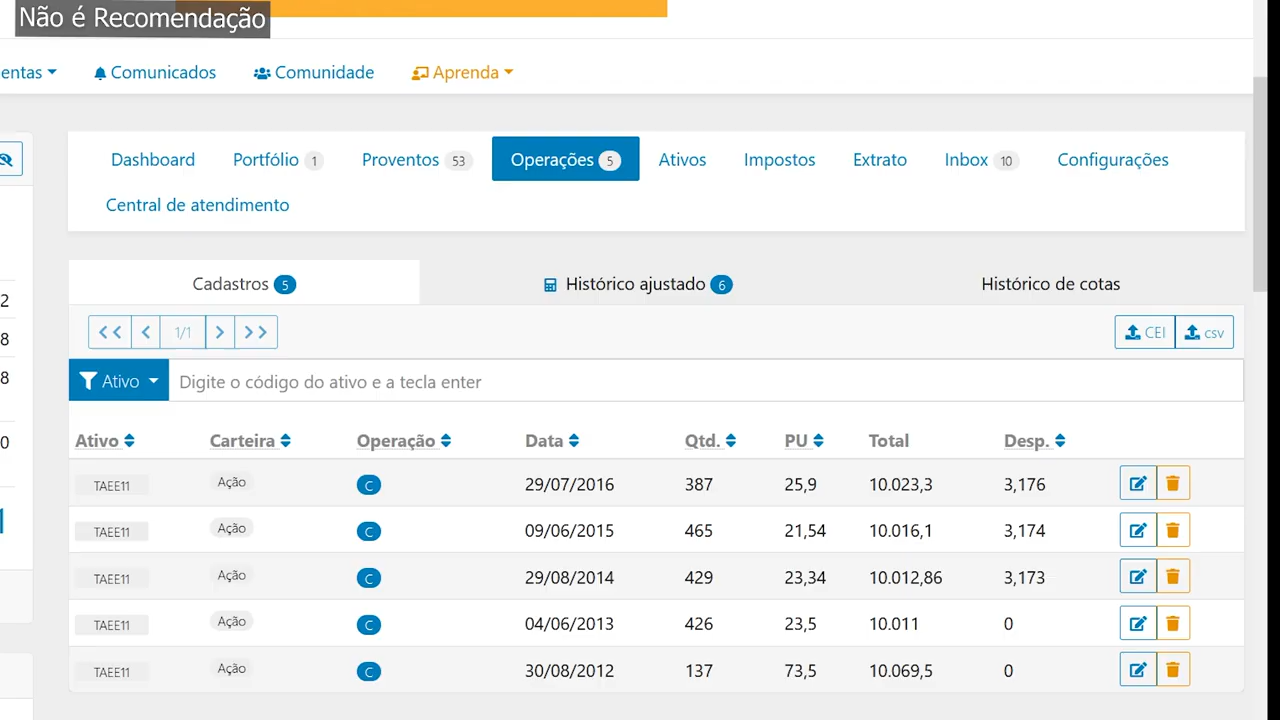 Não é Recomendação
entas Comunicados Comunidade Aprenda
Dashboard Portfólio 1 Proventos 53 Operações 5 Ativos Impostos Extrato Inbox 10 Configurações
Central de atendimento
Cadastros 5 Histórico ajustado 6 Histórico de cotas
1/1 CEI csv
Ativo Digite o código do ativo e a tecla enter
Ativo Carteira Operação Data Qtd. PU Total Desp.
TAEE11 Ação C 29/07/2016 387 25,9 10.023,3 3,176
TAEE11 Ação C 09/06/2015 465 21,54 10.016,1 3,174
TAEE11 Ação C 29/08/2014 429 23,34 10.012,86 3,173
TAEE11 Ação C 04/06/2013 426 23,5 10.011 0
TAEE11 Ação C 30/08/2012 137 73,5 10.069,5 0
2
8
8
0